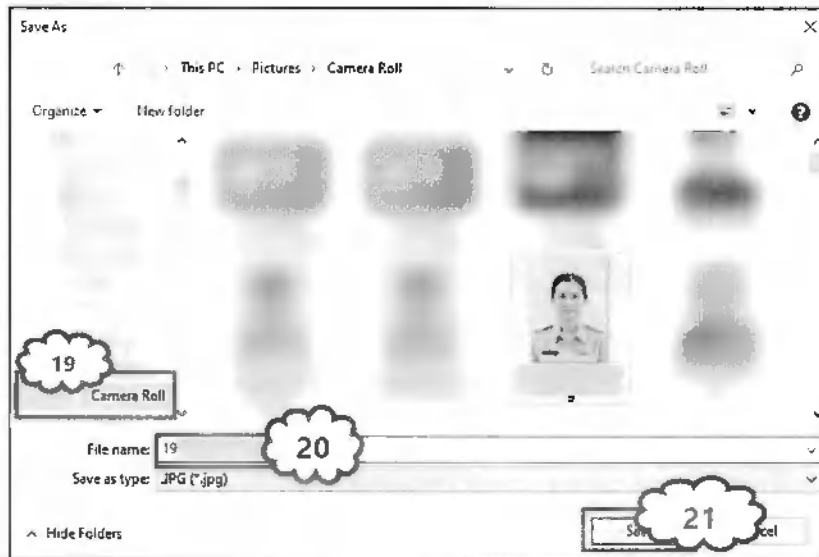 Save As
This PC › Pictures › Camera Roll
Search Camera Roll
Organize
New folder
19
Camera Roll
File name: 19
20
Save as type: JPG (*.jpg)
21
Hide Folders